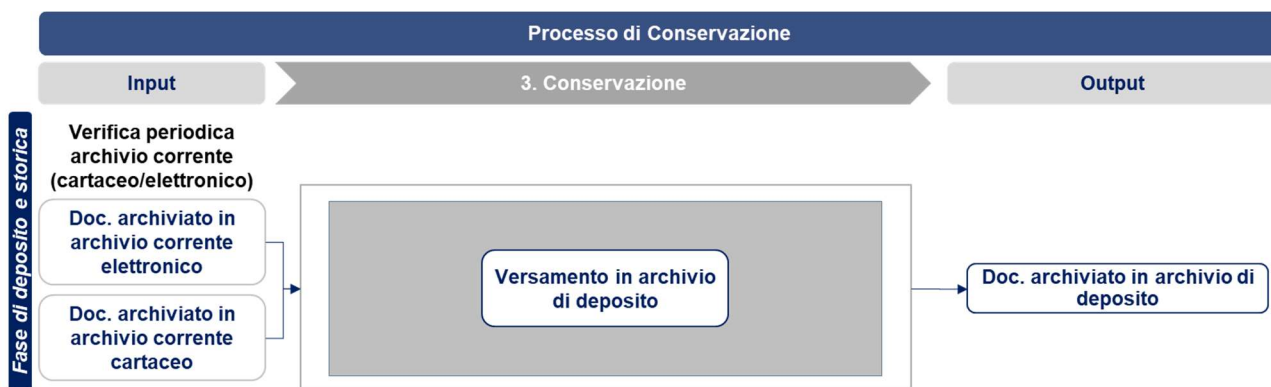 Processo di Conservazione
Input
3. Conservazione
Output
Fase di deposito e storica
Verifica periodica
archivio corrente
(cartaceo/elettronico)
Doc. archiviato in
archivio corrente
elettronico
Doc. archiviato in
archivio corrente
cartaceo
Versamento in archivio
di deposito
Doc. archiviato in archivio di
deposito